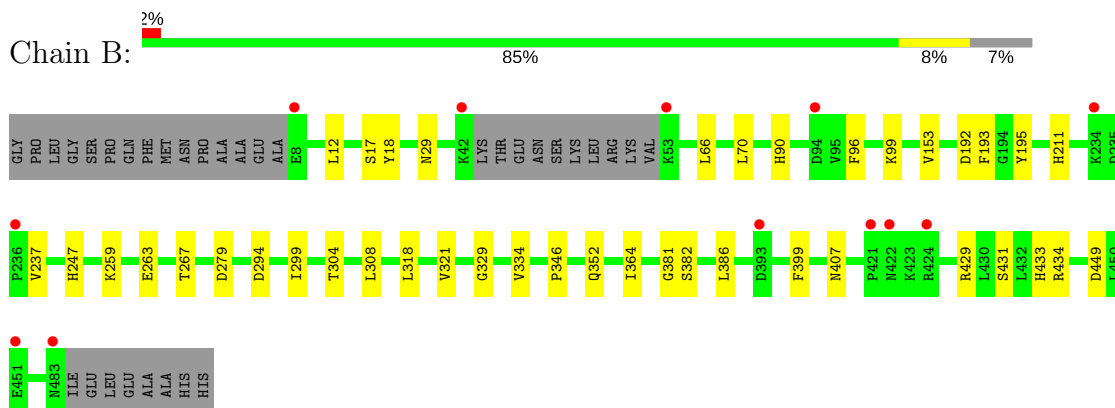 2%
Chain B:
85% 8% 7%
GLY PRO LEU GLY SER PRO GLN PHE MET ASN PRO ALA ALA GLU ALA E8 L12 S17 Y18 N29 K42 LYS THR GLU ASN SER LYS LEU ARG LYS VAL K53 L66 L70 H90 D94 V95 F96 K99 V153 D192 F193 G194 Y195 H211 K234 D235
P236 V237 H247 K259 E263 T267 D279 D294 I299 T304 L308 L318 V321 G329 V334 P346 Q352 I364 G381 S382 L386 D393 F399 N407 P421 N422 K423 R424 R429 L430 S431 L432 H433 R434 D449 L450
E451 N483 ILE GLU LEU GLU ALA ALA HIS HIS